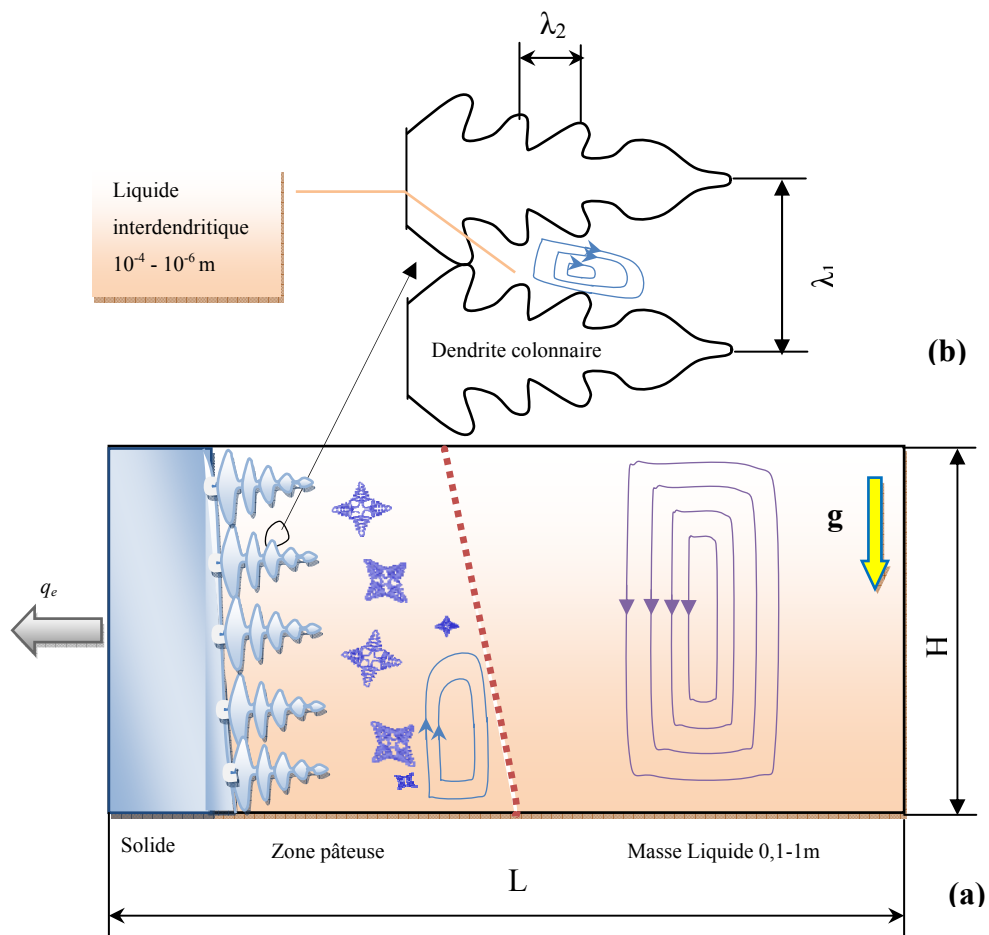 λ2
Liquide
interdendritique
10-4 - 10-6 m
λ1
Dendrite colonnaire
(b)
g
qe
H
Solide
Zone pâteuse
Masse Liquide 0,1-1m
L
(a)